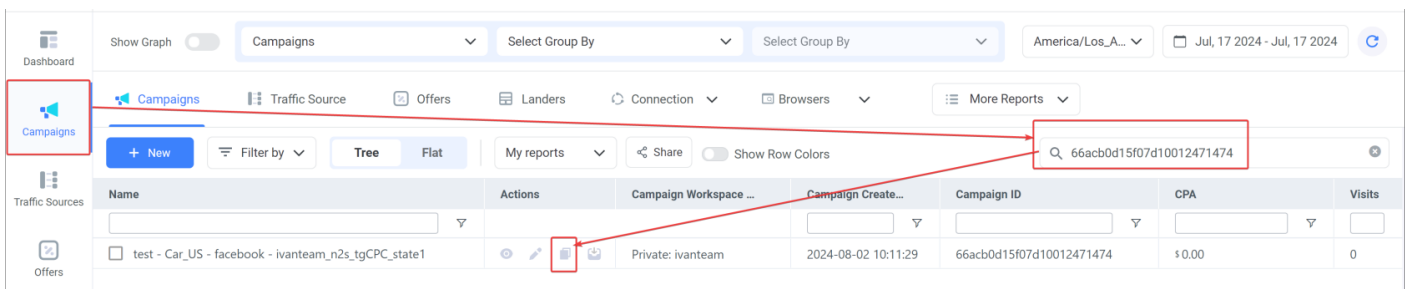 Dashboard
Campaigns
Traffic Sources
Offers
Show Graph Campaigns Select Group By Select Group By America/Los_A... Jul, 17 2024 - Jul, 17 2024
Campaigns Traffic Source Offers Landers Connection Browsers More Reports
+ New Filter by Tree Flat My reports Share Show Row Colors 66acb0d15f07d10012471474
Name Actions Campaign Workspace ... Campaign Create... Campaign ID CPA Visits
test - Car_US - facebook - ivanteam_n2s_tgCPC_state1 Private: ivanteam 2024-08-02 10:11:29 66acb0d15f07d10012471474 $ 0.00 0